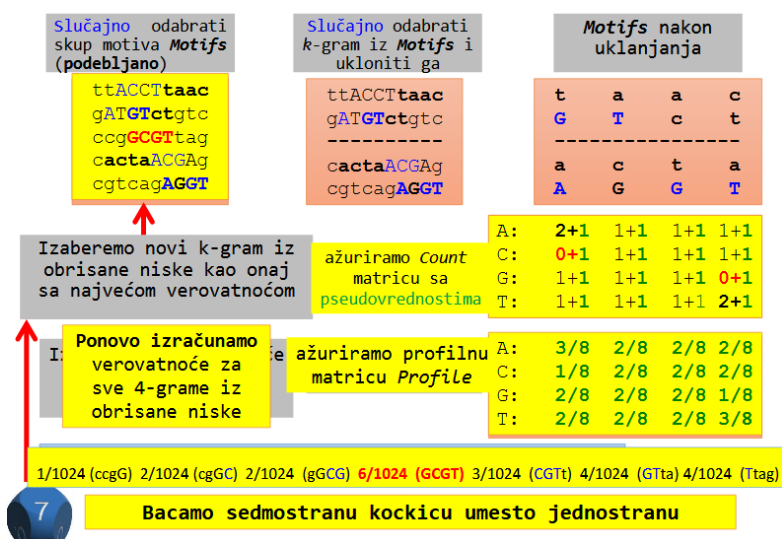 Slučajno odabrati
skup motiva Motifs
(podebljano)
ttACCTtaac
gATGTctgtc
ccgGCGTtag
cactaACGAg
cgtcagAGGT
Slučajno odabrati
k-gram iz Motifs i
ukloniti ga
ttACCTtaac
gATGTctgtc
----------
cactaACGAg
cgtcagAGGT
Motifs nakon
uklanjanja
t a a c
G T c t
------------------
a c t a
A G G T
Izaberemo novi k-gram iz
obrisane niske kao onaj
sa najvećom verovatnoćom
ažuriramo Count
matricu sa
pseudovrednostima
A: 2+1 1+1 1+1 1+1
C: 0+1 1+1 1+1 1+1
G: 1+1 1+1 1+1 0+1
T: 1+1 1+1 1+1 2+1
Ponovo izračunamo
verovatnoće za
sve 4-grame iz
obrisane niske
ažuriramo profilnu
matricu Profile
A: 3/8 2/8 2/8 2/8
C: 1/8 2/8 2/8 2/8
G: 2/8 2/8 2/8 1/8
T: 2/8 2/8 2/8 3/8
1/1024 (ccgG) 2/1024 (cgGC) 2/1024 (gGCG) 6/1024 (GCGT) 3/1024 (CGTt) 4/1024 (GTta) 4/1024 (Ttag)
7
Bacamo sedmostranu kockicu umesto jednostranu